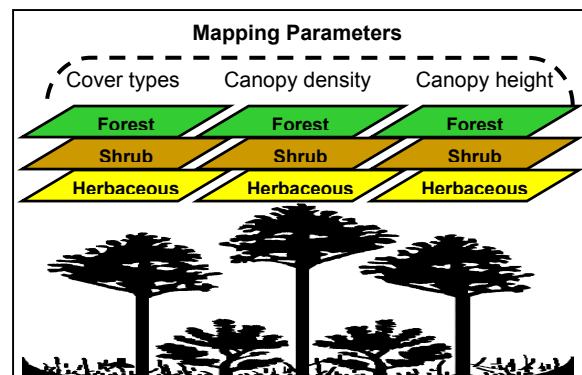 Mapping Parameters
Cover types Canopy density Canopy height
Forest Forest Forest
Shrub Shrub Shrub
Herbaceous Herbaceous Herbaceous